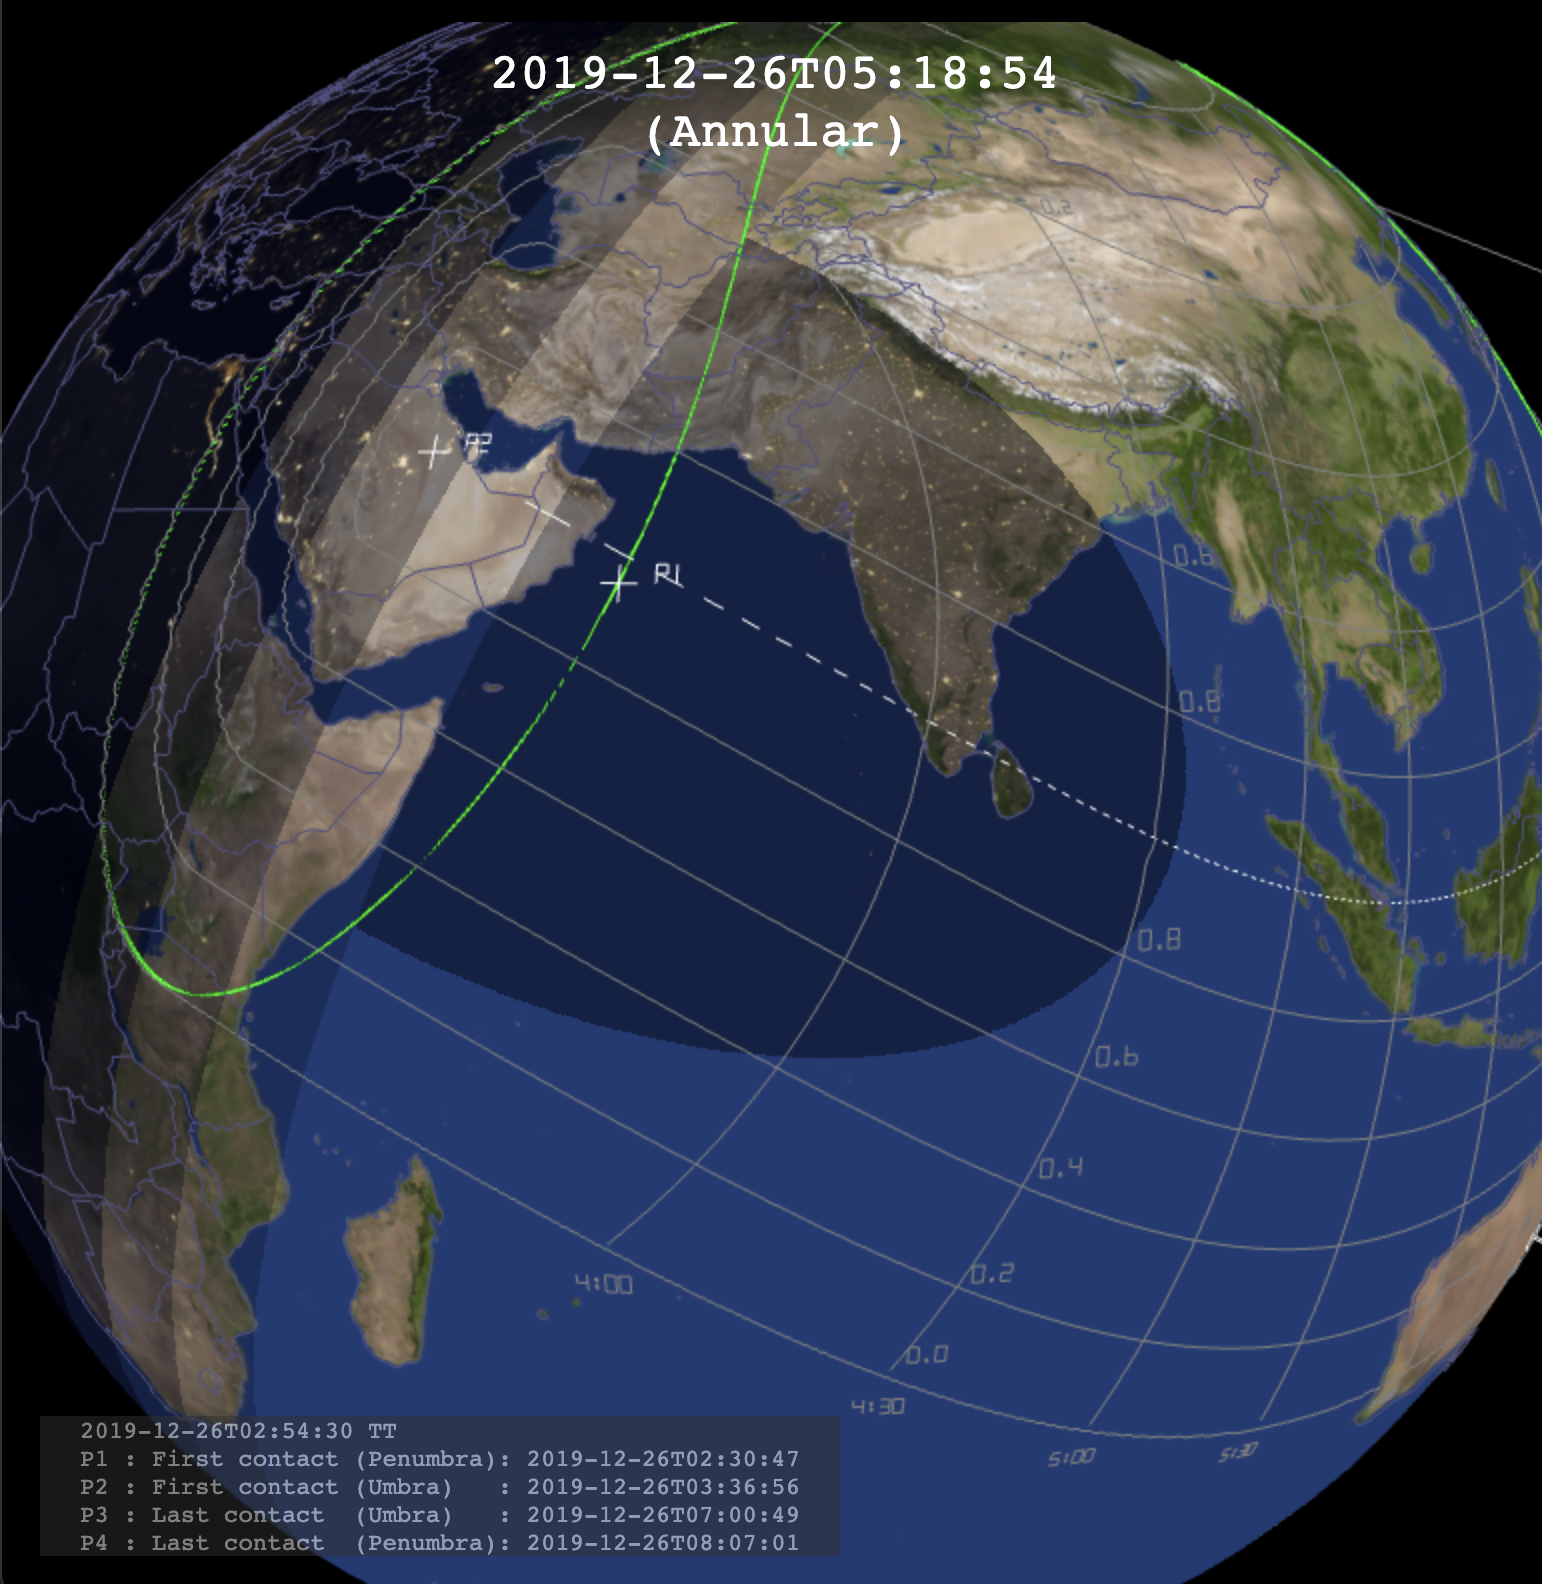 2019-12-26T05:18:54
(Annular)
0.2
P2
P1
0.6
0.8
0.8
0.6
0.4
0.2
4:00
0.0
4:30
5:00
5:30
2019-12-26T02:54:30 TT
P1 : First contact (Penumbra): 2019-12-26T02:30:47
P2 : First contact (Umbra)   : 2019-12-26T03:36:56
P3 : Last contact  (Umbra)   : 2019-12-26T07:00:49
P4 : Last contact  (Penumbra): 2019-12-26T08:07:01